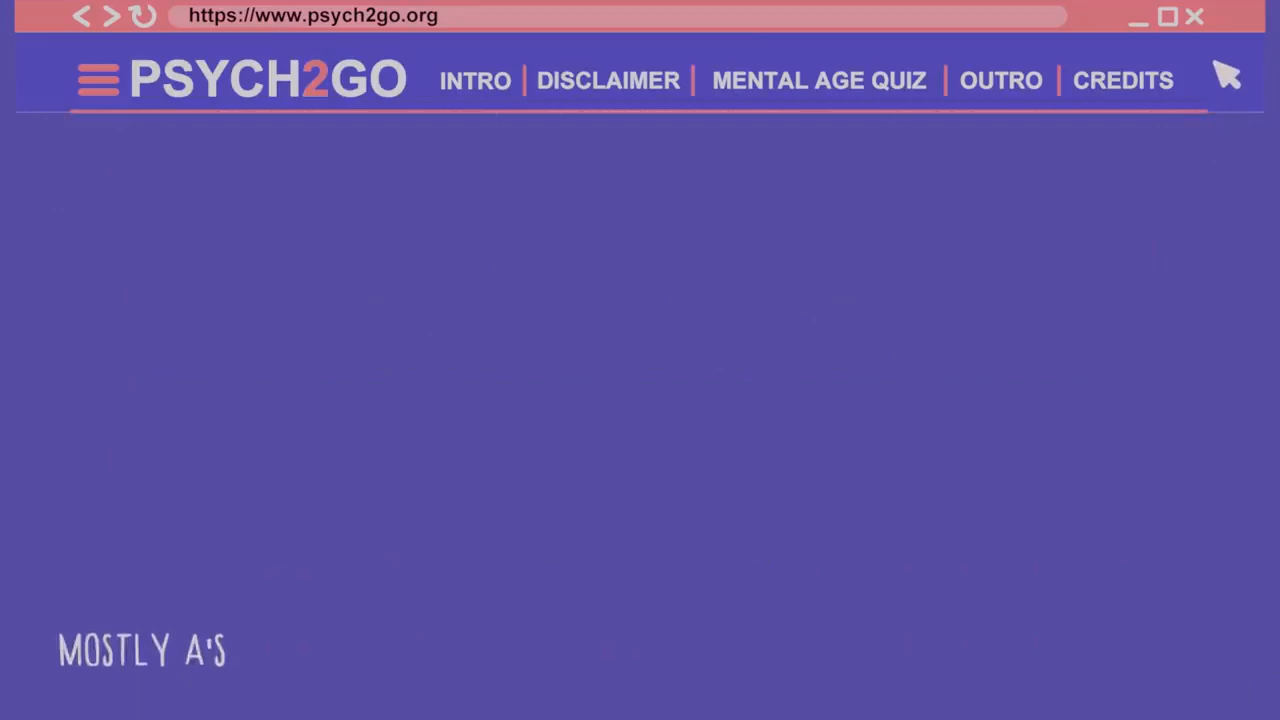 https://www.psych2go.org
PSYCH2GO INTRO DISCLAIMER MENTAL AGE QUIZ OUTRO CREDITS
MOSTLY A'S